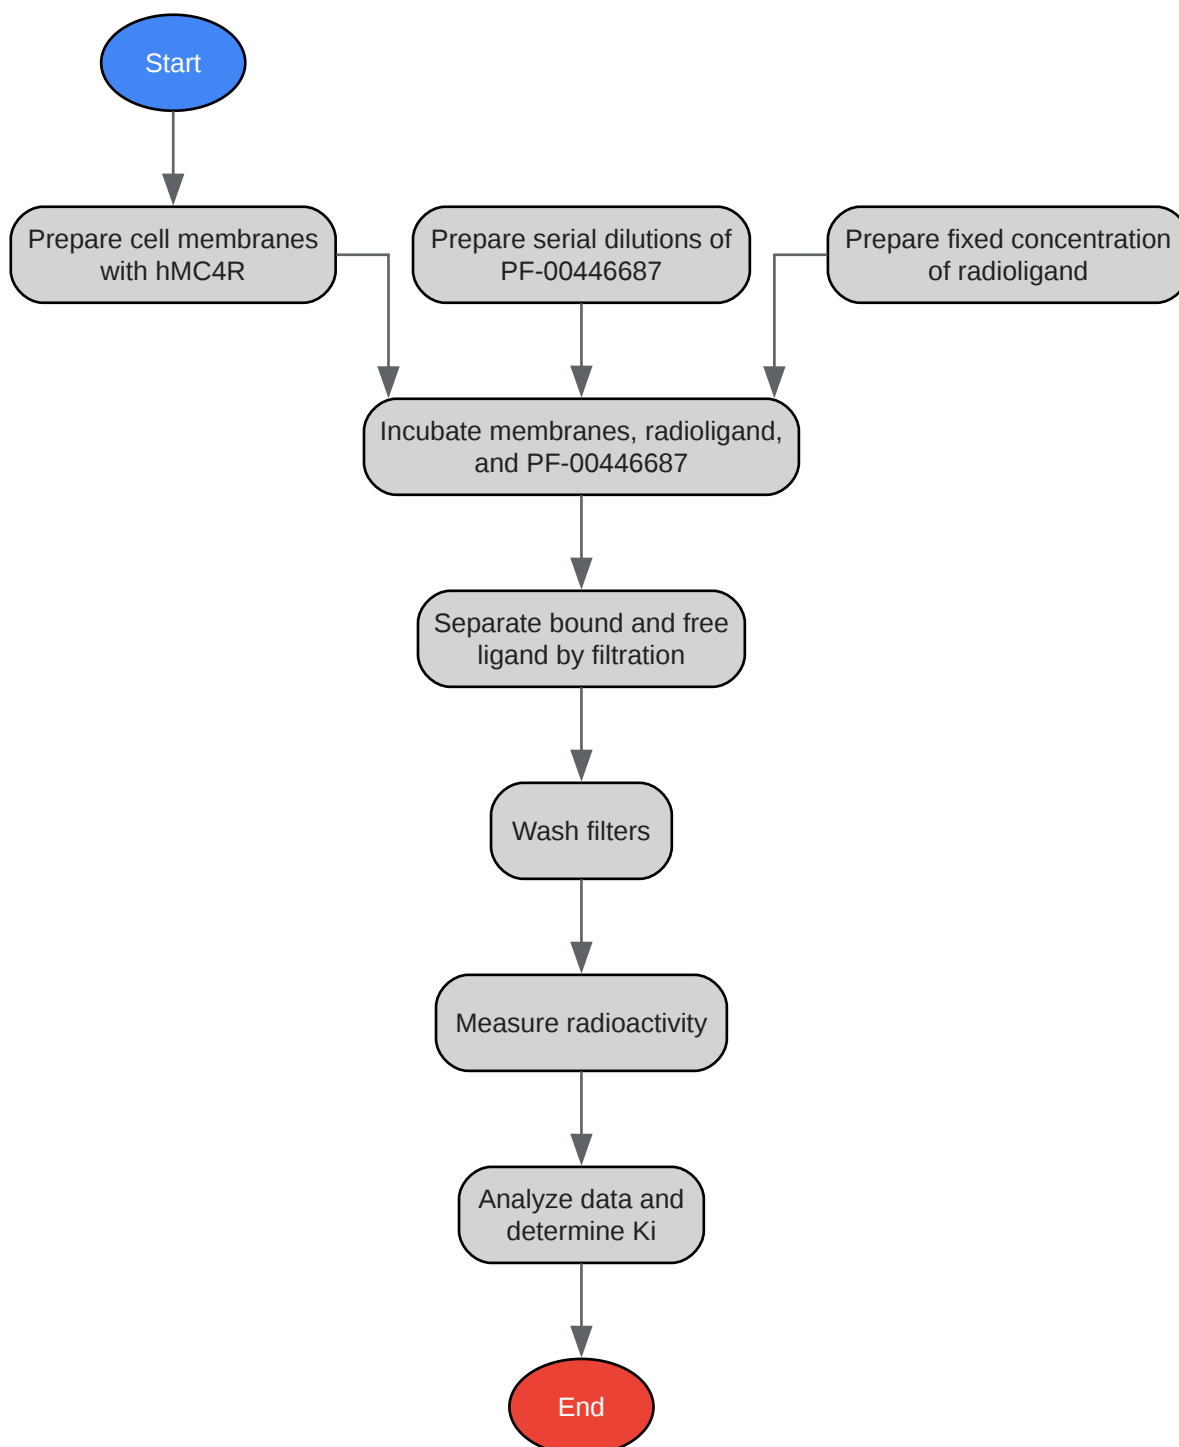 Start
Prepare cell membranes
with hMC4R
Prepare serial dilutions of
PF-00446687
Prepare fixed concentration
of radioligand
Incubate membranes, radioligand,
and PF-00446687
Separate bound and free
ligand by filtration
Wash filters
Measure radioactivity
Analyze data and
determine Ki
End